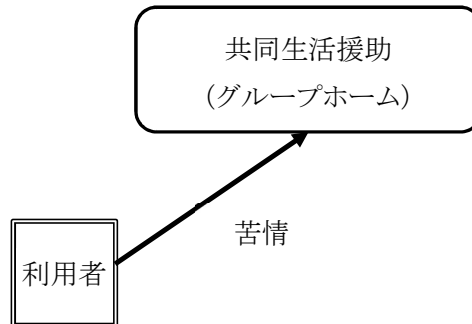 共同生活援助
（グループホーム）
苦情
利用者